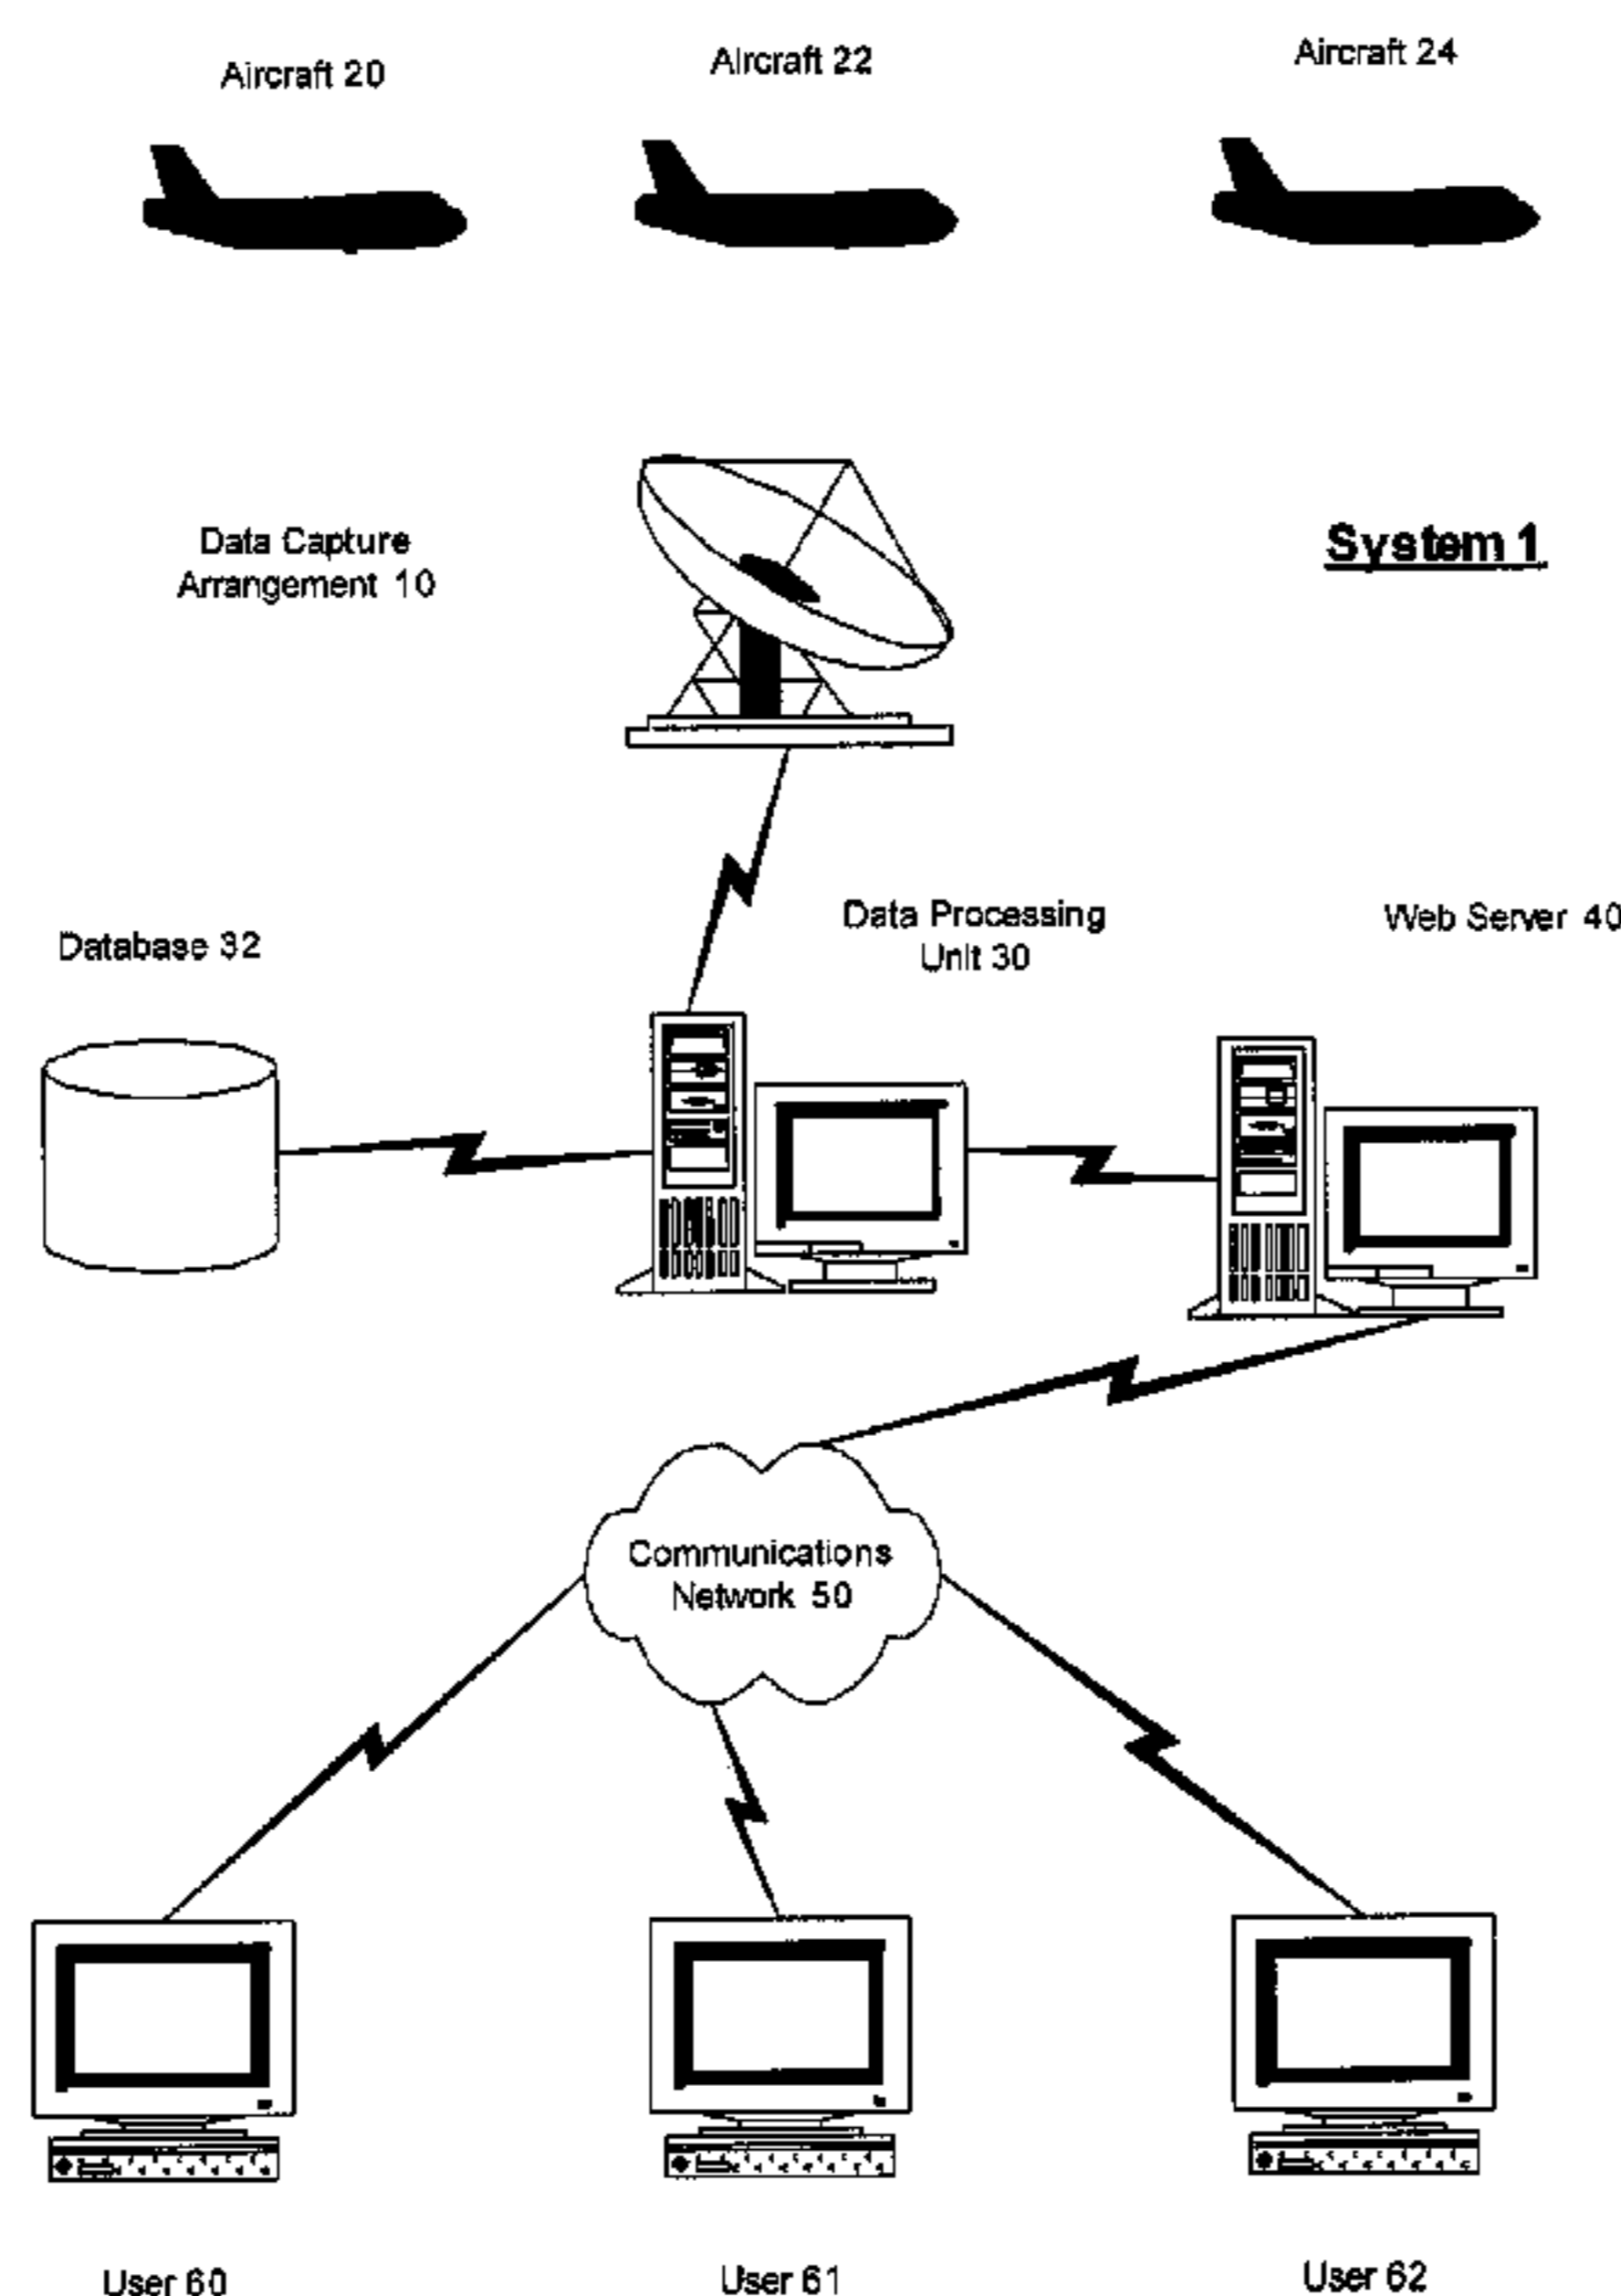 Aircraft 20
Aircraft 22
Aircraft 24
Data Capture
Arrangement 10
System 1
Data Processing
Unit 30
Web Server 40
Database 32
Communications
Network 50
User 60
User 61
User 62